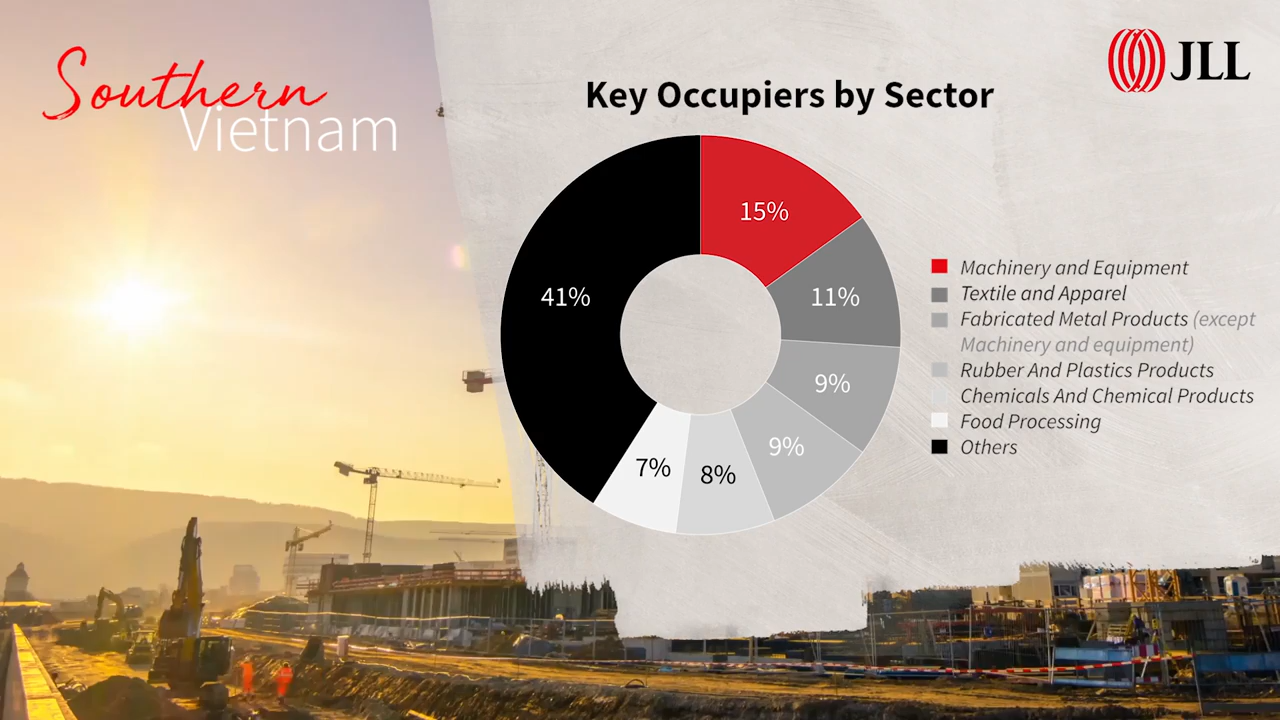 Southern
Vietnam
JLL
Key Occupiers by Sector
15%
11%
9%
9%
8%
7%
41%
Machinery and Equipment
Textile and Apparel
Fabricated Metal Products (except
Machinery and equipment)
Rubber And Plastics Products
Chemicals And Chemical Products
Food Processing
Others